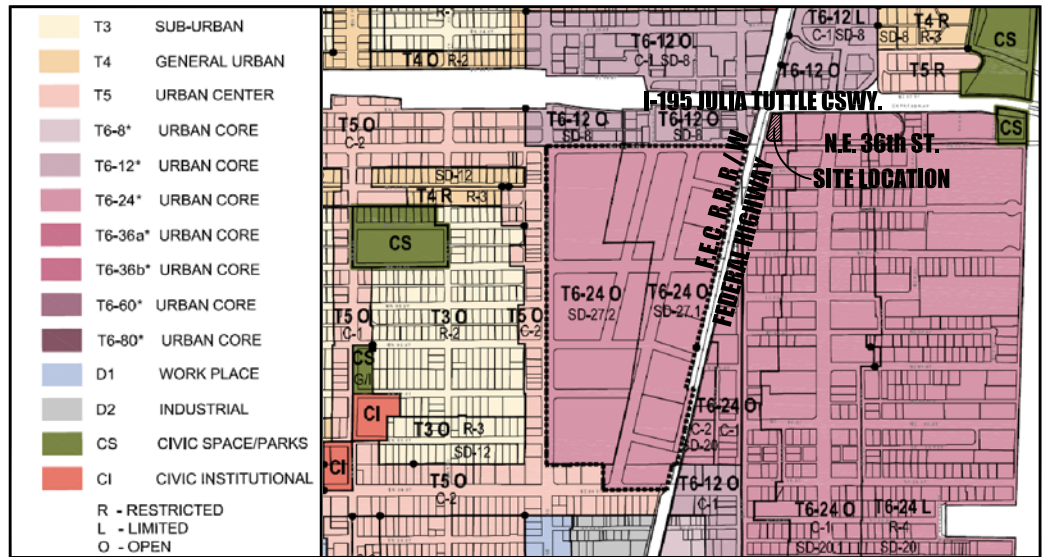 T3 SUB-URBAN
T4 GENERAL URBAN
T5 URBAN CENTER
T6-8* URBAN CORE
T6-12* URBAN CORE
T6-24* URBAN CORE
T6-36a* URBAN CORE
T6-36b* URBAN CORE
T6-60* URBAN CORE
T6-80* URBAN CORE
D1 WORK PLACE
D2 INDUSTRIAL
CS CIVIC SPACE/PARKS
CI CIVIC INSTITUTIONAL
R - RESTRICTED
L - LIMITED
O - OPEN
T4 O R-2
T6-12 O
C-1 SD-8
T6-12 L
C-1 SD-8
T4 R
SD-8 R-3
CS
T6-12 O
T5 R
I-195 JULIA TUTTLE CSWY.
T5 O
C-2
T6-12 O
SD-8
T6-12 O
SD-8
CS
N.E. 36th ST.
SITE LOCATION
SD-12
T4 R R-3
CS
F.E.C. R.R. R/W
FEDERAL HIGHWAY
T6-24 O
SD-27.2
T6-24 O
SD-27.1
T5 O
C-1
T3 O
R-2
T5 O
C-2
CS
G/I
CI
T3 O R-3
SD-12
CI
T5 O
C-2
T6-24 O
C-2 C-1
SD-20
T6-12 O
C-1
T6-24 O
C-1
SD-20.1
T6-24 L
R-4
SD-20